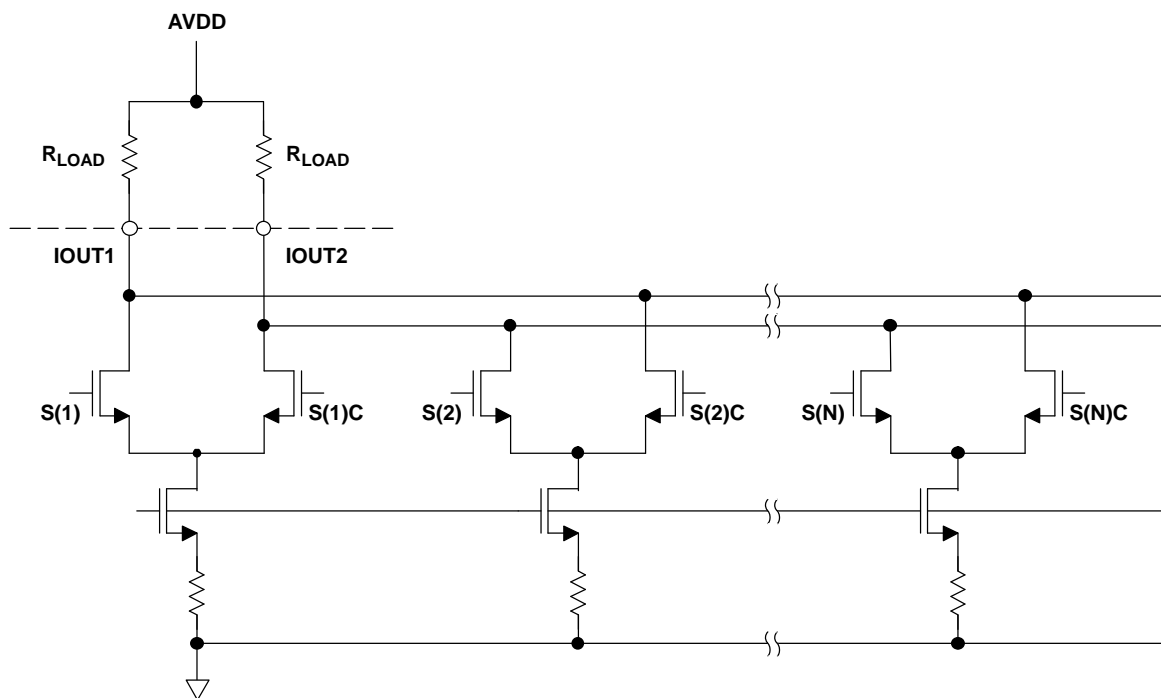 AVDD
RLOAD RLOAD
IOUT1 IOUT2
S(1) S(1)C S(2) S(2)C S(N) S(N)C